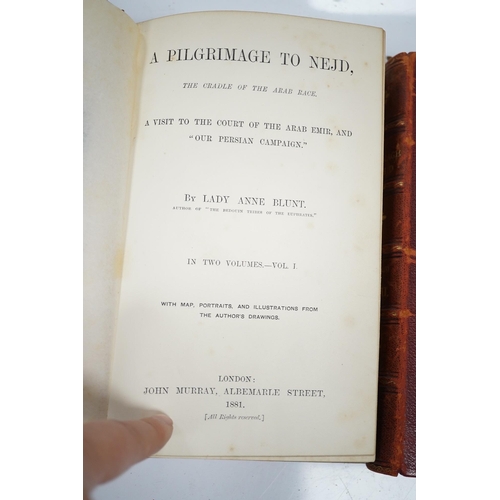 A PILGRIMAGE TO NEJD,
THE CRADLE OF THE ARAB RACE.
A VISIT TO THE COURT OF THE ARAB EMIR, AND
"OUR PERSIAN CAMPAIGN."
BY LADY ANNE BLUNT.
AUTHOR OF "THE BEDOUIN TRIBES OF THE EUPHRATES."
IN TWO VOLUMES.—VOL. I.
WITH MAP, PORTRAITS, AND ILLUSTRATIONS FROM
THE AUTHOR'S DRAWINGS.
LONDON:
JOHN MURRAY, ALBEMARLE STREET,
1881.
[All Rights reserved.]